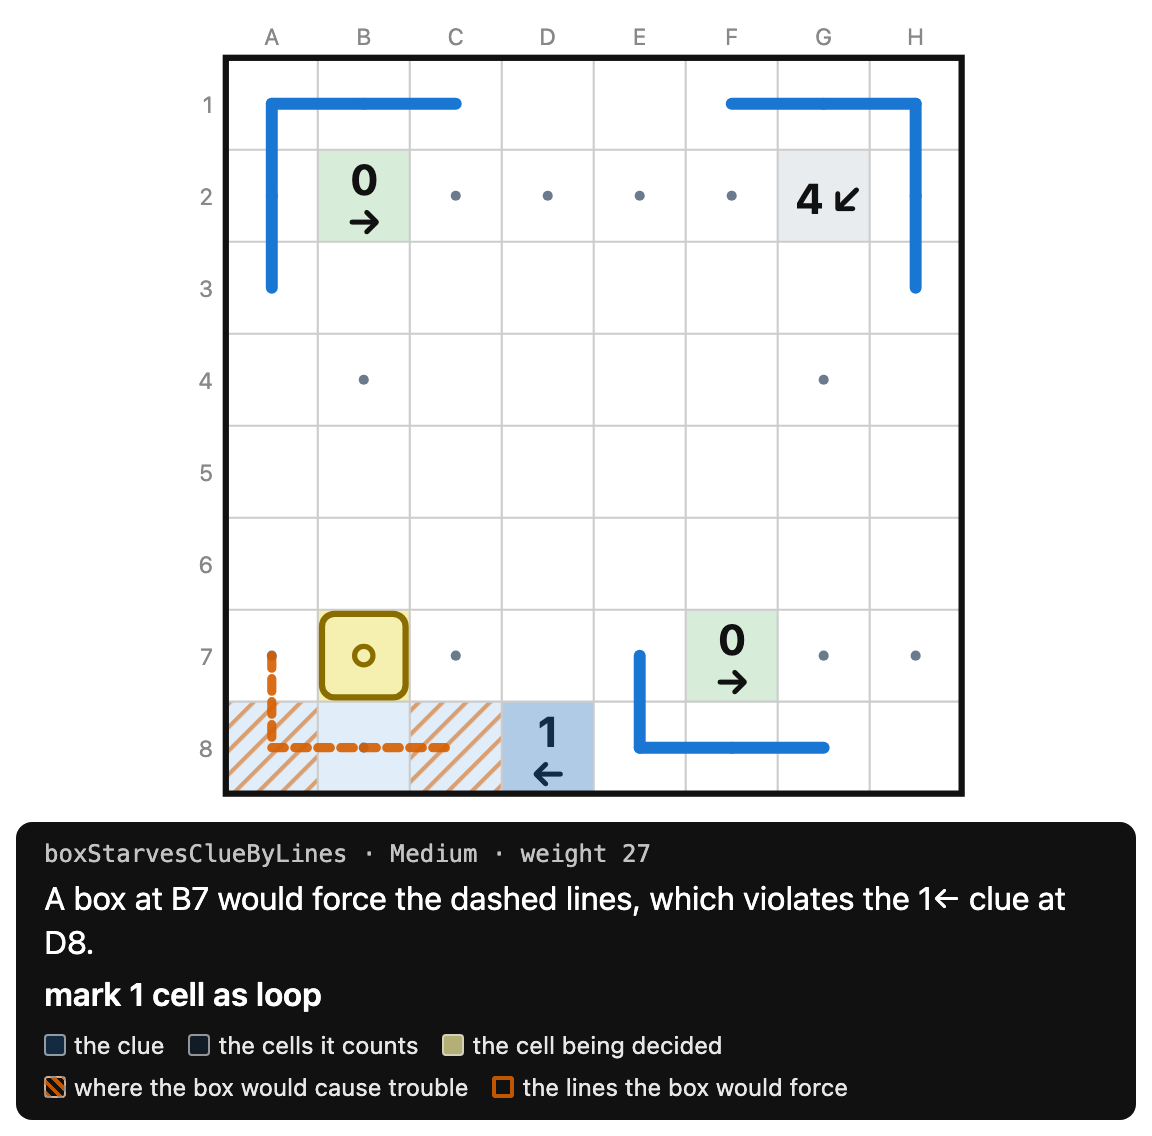 A B C D E F G H
1
2 0 → 4 ↙
3
4
5
6
7 0 →
8 1 ←
boxStarvesClueByLines · Medium · weight 27
A box at B7 would force the dashed lines, which violates the 1← clue at
D8.
mark 1 cell as loop
the clue the cells it counts the cell being decided
where the box would cause trouble the lines the box would force